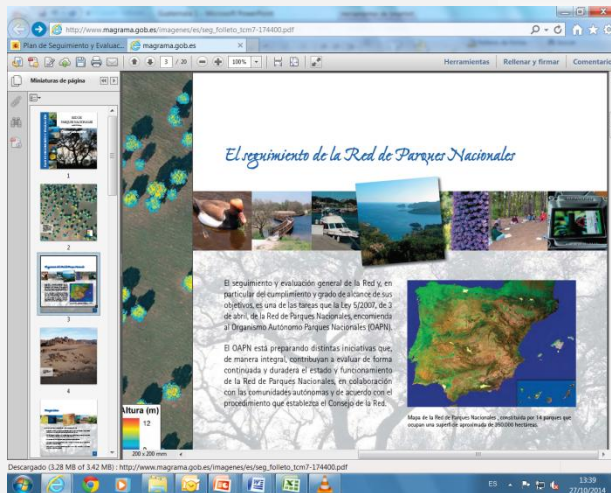 http://www.magrama.gob.es/imagenes/es/seg_folleto_tcm7-174400.pdf
Plan de Seguimiento y Evaluac...
magrama.gob.es
3 / 20
100%
Herramientas
Rellenar y firmar
Comentario
Miniaturas de página
1
2
3
4
El seguimiento de la Red de Parques Nacionales
El seguimiento y evaluación general de la Red y, en
particular del cumplimiento y grado de alcance de sus
objetivos, es una de las tareas que la Ley 5/2007, de 3
de abril, de la Red de Parques Nacionales, encomienda
al Organismo Autónomo Parques Nacionales (OAPN).
El OAPN está preparando distintas iniciativas que,
de manera integral, contribuyan a evaluar de forma
continuada y duradera el estado y funcionamiento
de la Red de Parques Nacionales, en colaboración
con las comunidades autónomas y de acuerdo con el
procedimiento que establezca el Consejo de la Red.
Mapa de la Red de Parques Nacionales, constituida por 14 parques que
ocupan una superficie aproximada de 350.000 hectáreas.
Altura (m)
12
0
200 x 200 mm
Descargado (3.28 MB of 3.42 MB) : http://www.magrama.gob.es/imagenes/es/seg_folleto_tcm7-174400.pdf
ES
13:39
27/10/2014